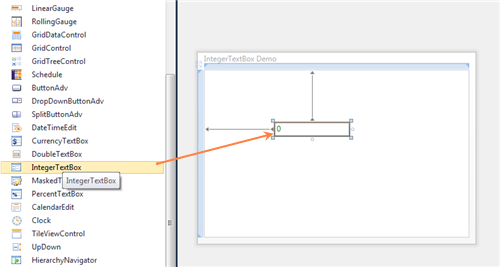 LinearGauge
RollingGauge
GridDataControl
GridControl
GridTreeControl
Schedule
ButtonAdv
DropDownButtonAdv
SplitButtonAdv
DateTimeEdit
CurrencyTextBox
DoubleTextBox
IntegerTextBox
MaskedT
IntegerTextBox
PercentTextBox
CalendarEdit
Clock
TileViewControl
UpDown
HierarchyNavigator
IntegerTextBox Demo
0